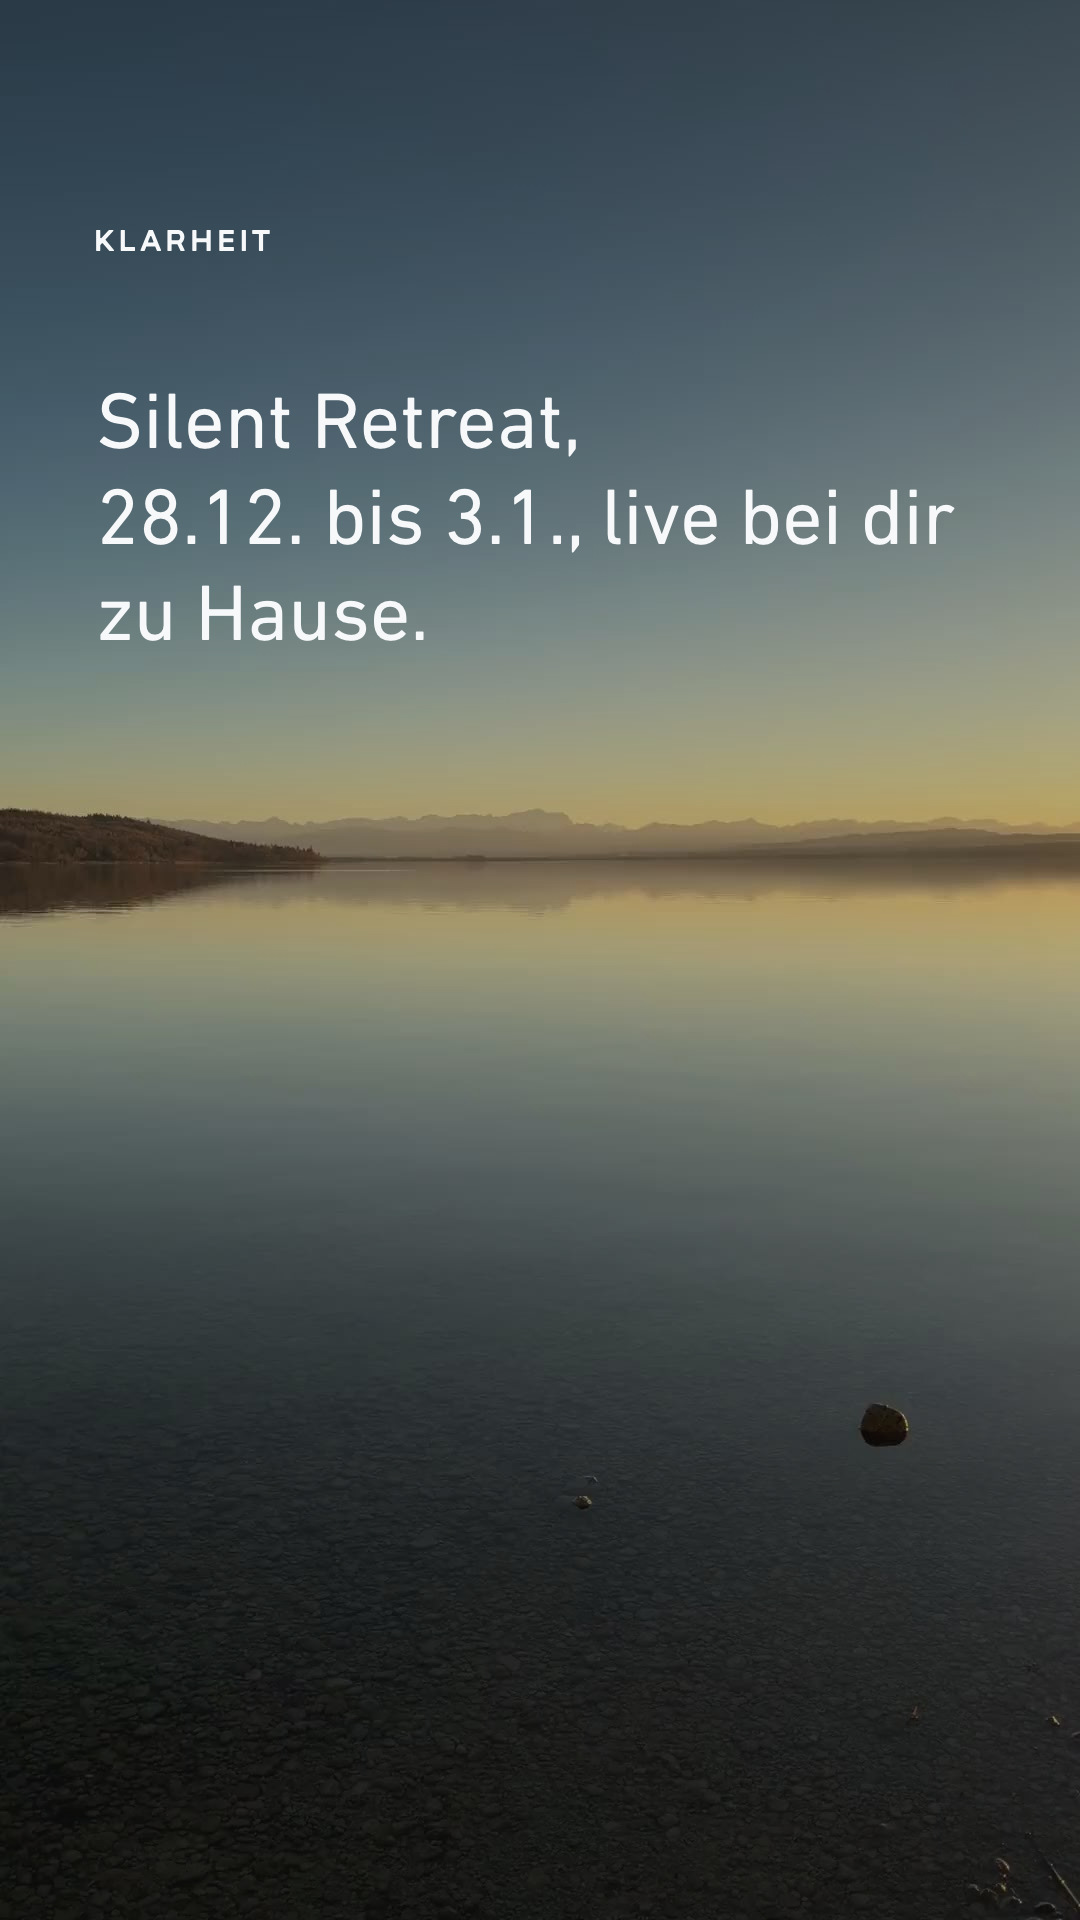 KLARHEIT
Silent Retreat,
28.12. bis 3.1., live bei dir
zu Hause.